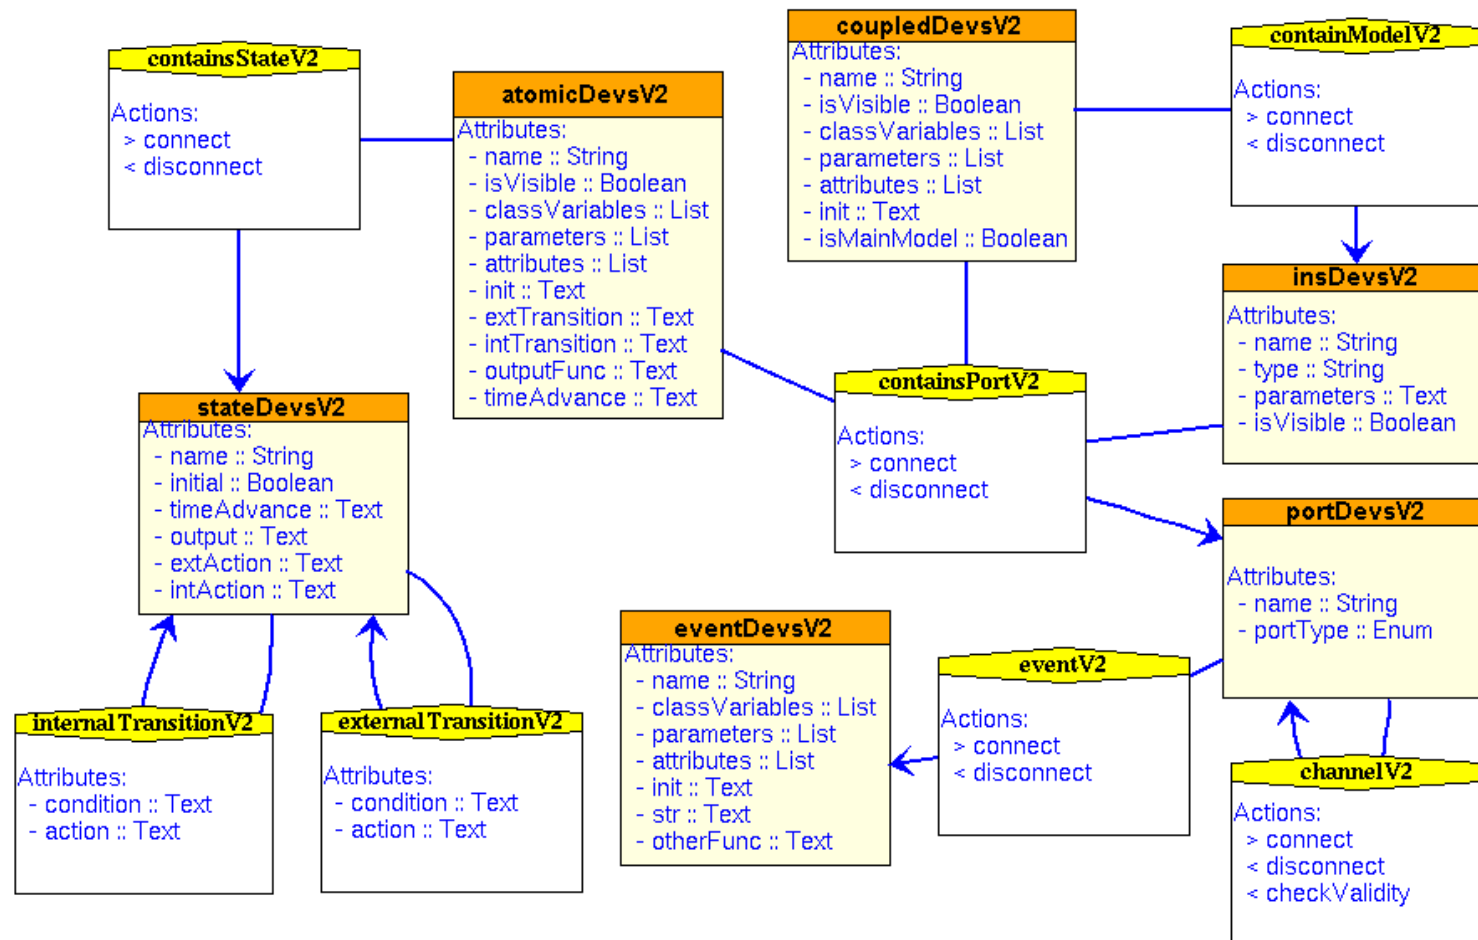 containsStateV2
Actions:
> connect
< disconnect
atomicDevsV2
Attributes:
- name :: String
- isVisible :: Boolean
- classVariables :: List
- parameters :: List
- attributes :: List
- init :: Text
- extTransition :: Text
- intTransition :: Text
- outputFunc :: Text
- timeAdvance :: Text
coupledDevsV2
Attributes:
- name :: String
- isVisible :: Boolean
- classVariables :: List
- parameters :: List
- attributes :: List
- init :: Text
- isMainModel :: Boolean
containModelV2
Actions:
> connect
< disconnect
insDevsV2
Attributes:
- name :: String
- type :: String
- parameters :: Text
- isVisible :: Boolean
containsPortV2
Actions:
> connect
< disconnect
stateDevsV2
Attributes:
- name :: String
- initial :: Boolean
- timeAdvance :: Text
- output :: Text
- extAction :: Text
- intAction :: Text
portDevsV2
Attributes:
- name :: String
- portType :: Enum
eventDevsV2
Attributes:
- name :: String
- classVariables :: List
- parameters :: List
- attributes :: List
- init :: Text
- str :: Text
- otherFunc :: Text
eventV2
Actions:
> connect
< disconnect
internalTransitionV2
Attributes:
- condition :: Text
- action :: Text
externalTransitionV2
Attributes:
- condition :: Text
- action :: Text
channelV2
Actions:
> connect
< disconnect
< checkValidity